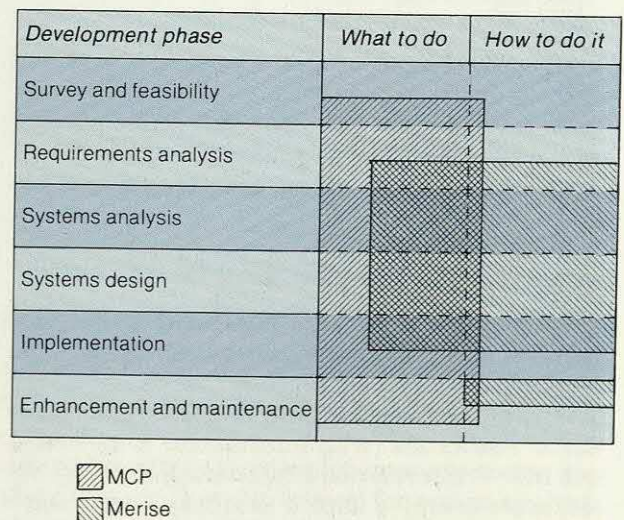 Development phase What to do How to do it
Survey and feasibility
Requirements analysis
Systems analysis
Systems design
Implementation
Enhancement and maintenance
MCP
Merise